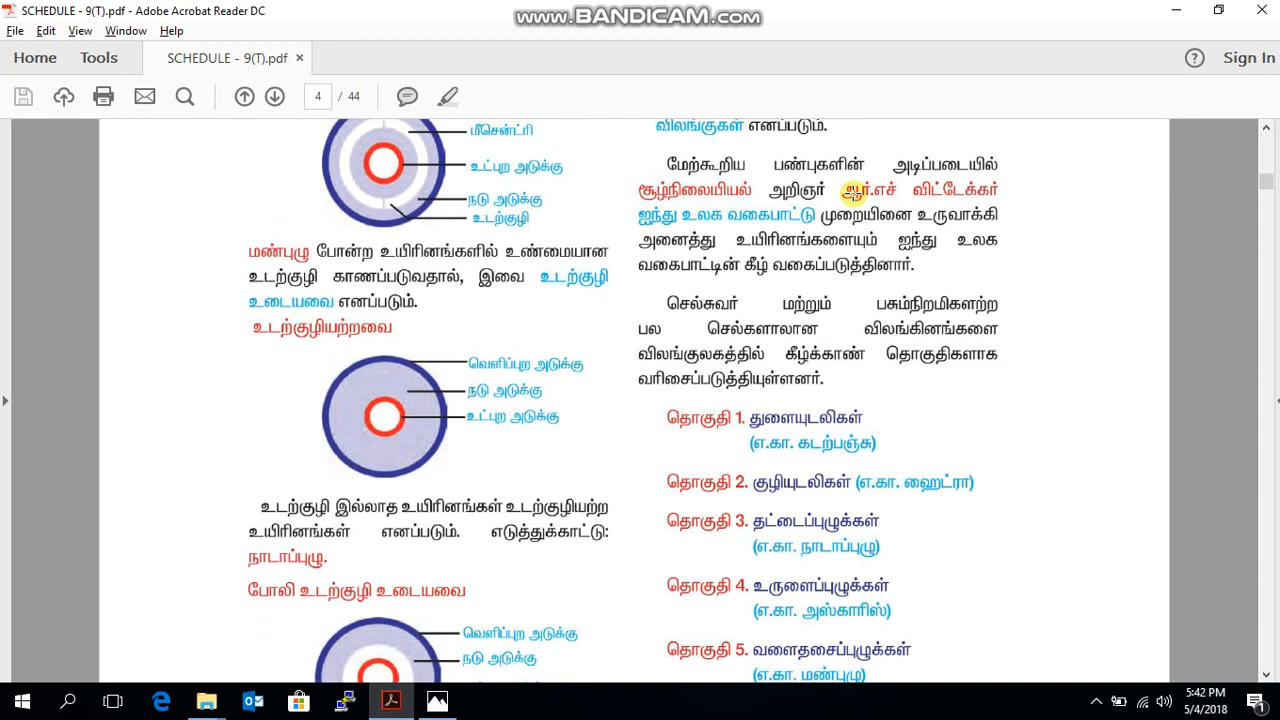 SCHEDULE - 9(T).pdf - Adobe Acrobat Reader DC
www.BANDICAM.com
File Edit View Window Help
Home Tools SCHEDULE - 9(T).pdf ×
Sign In
4 / 44
மீசென்ட்ரி
உட்புற அடுக்கு
நடு அடுக்கு
உடற்குழி
மண்புழு போன்ற உயிரினங்களில் உண்மையான
உடற்குழி காணப்படுவதால், இவை உடற்குழி
உடையவை எனப்படும்.
உடற்குழியற்றவை
வெளிப்புற அடுக்கு
நடு அடுக்கு
உட்புற அடுக்கு
உடற்குழி இல்லாத உயிரினங்கள் உடற்குழியற்ற
உயிரினங்கள் எனப்படும். எடுத்துக்காட்டு:
நாடாப்புழு.
போலி உடற்குழி உடையவை
வெளிப்புற அடுக்கு
நடு அடுக்கு
விலங்குகள் எனப்படும்.
மேற்கூறிய பண்புகளின் அடிப்படையில்
சூழ்நிலையியல் அறிஞர் ஆர்.எச் விட்டேக்கர்
ஐந்து உலக வகைபாட்டு முறையினை உருவாக்கி
அனைத்து உயிரினங்களையும் ஐந்து உலக
வகைபாட்டின் கீழ் வகைப்படுத்தினார்.
செல்சுவர் மற்றும் பசும்நிறமிகளற்ற
பல செல்களாலான விலங்கினங்களை
விலங்குலகத்தில் கீழ்க்காண் தொகுதிகளாக
வரிசைப்படுத்தியுள்ளனர்.
தொகுதி 1. துளையுடலிகள்
(எ.கா. கடற்பஞ்சு)
தொகுதி 2. குழியுடலிகள் (எ.கா. ஹைட்ரா)
தொகுதி 3. தட்டைப்புழுக்கள்
(எ.கா. நாடாப்புழு)
தொகுதி 4. உருளைப்புழுக்கள்
(எ.கா. அஸ்காரிஸ்)
தொகுதி 5. வளைதசைப்புழுக்கள்
(எ.கா. மண்புழு)
5:42 PM
5/4/2018